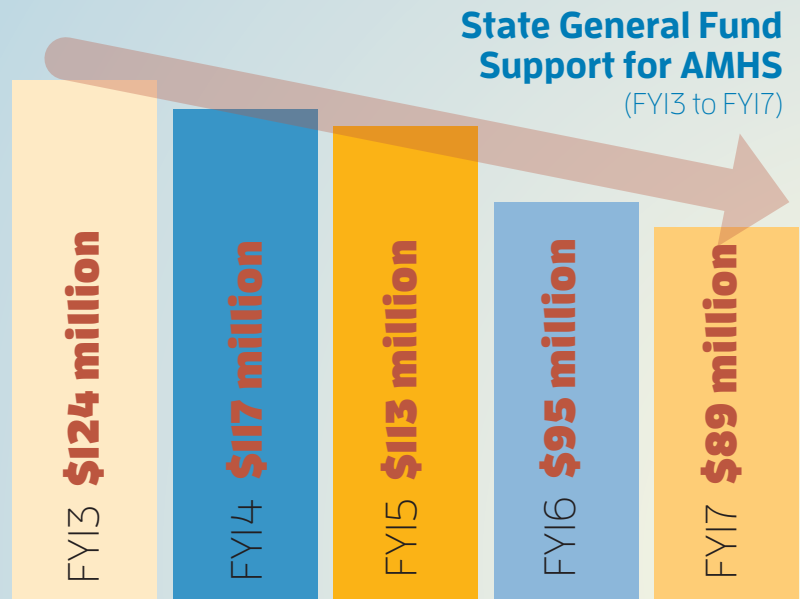 State General Fund
Support for AMHS
(FY13 to FY17)
FY13 $124 million
FY14 $117 million
FY15 $113 million
FY16 $95 million
FY17 $89 million